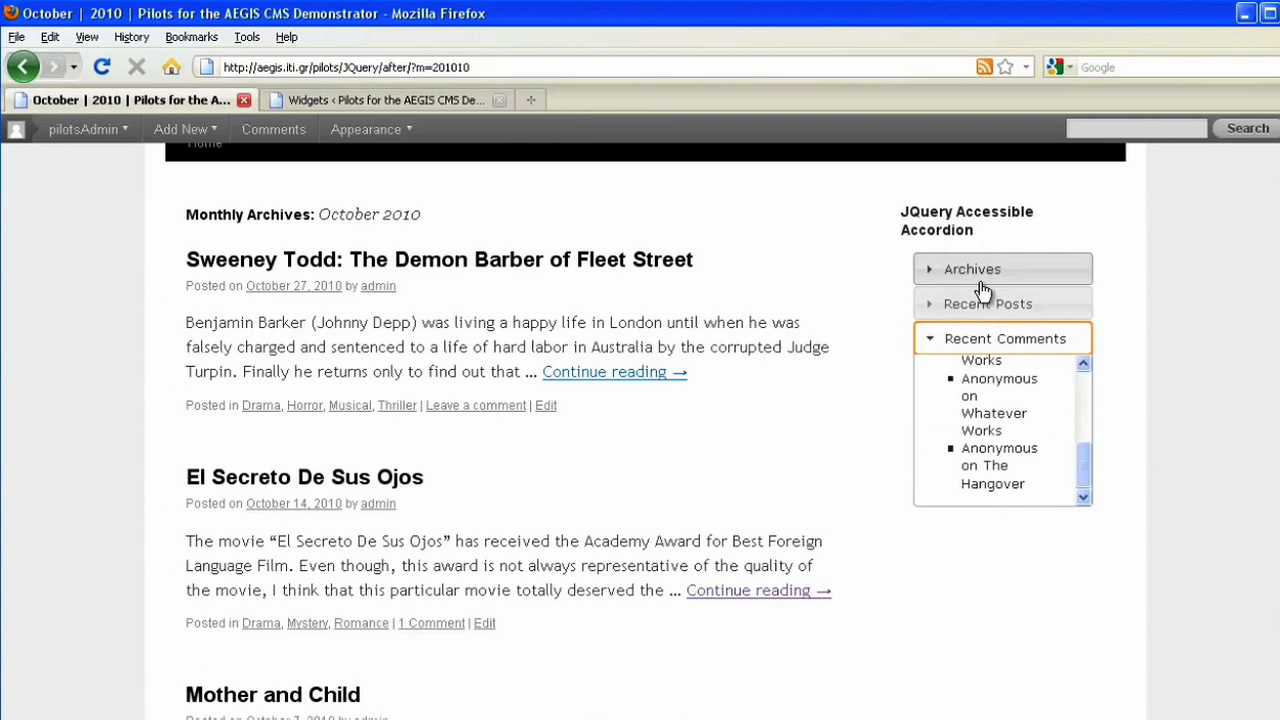 October | 2010 | Pilots for the AEGIS CMS Demonstrator - Mozilla Firefox
File Edit View History Bookmarks Tools Help
http://aegis.iti.gr/pilots/JQuery/after/?m=201010
Google
October | 2010 | Pilots for the A...
Widgets ‹ Pilots for the AEGIS CMS De...
pilotsAdmin Add New Comments Appearance
Search
Home
Monthly Archives: October 2010
Sweeney Todd: The Demon Barber of Fleet Street
Posted on October 27, 2010 by admin
Benjamin Barker (Johnny Depp) was living a happy life in London until when he was
falsely charged and sentenced to a life of hard labor in Australia by the corrupted Judge
Turpin. Finally he returns only to find out that ... Continue reading →
Posted in Drama, Horror, Musical, Thriller | Leave a comment | Edit
El Secreto De Sus Ojos
Posted on October 14, 2010 by admin
The movie “El Secreto De Sus Ojos” has received the Academy Award for Best Foreign
Language Film. Even though, this award is not always representative of the quality of
the movie, I think that this particular movie totally deserved the ... Continue reading →
Posted in Drama, Mystery, Romance | 1 Comment | Edit
Mother and Child
Posted on October 7, 2010 by admin
JQuery Accessible
Accordion
Archives
Recent Posts
Recent Comments
Works
Anonymous
on
Whatever
Works
Anonymous
on The
Hangover